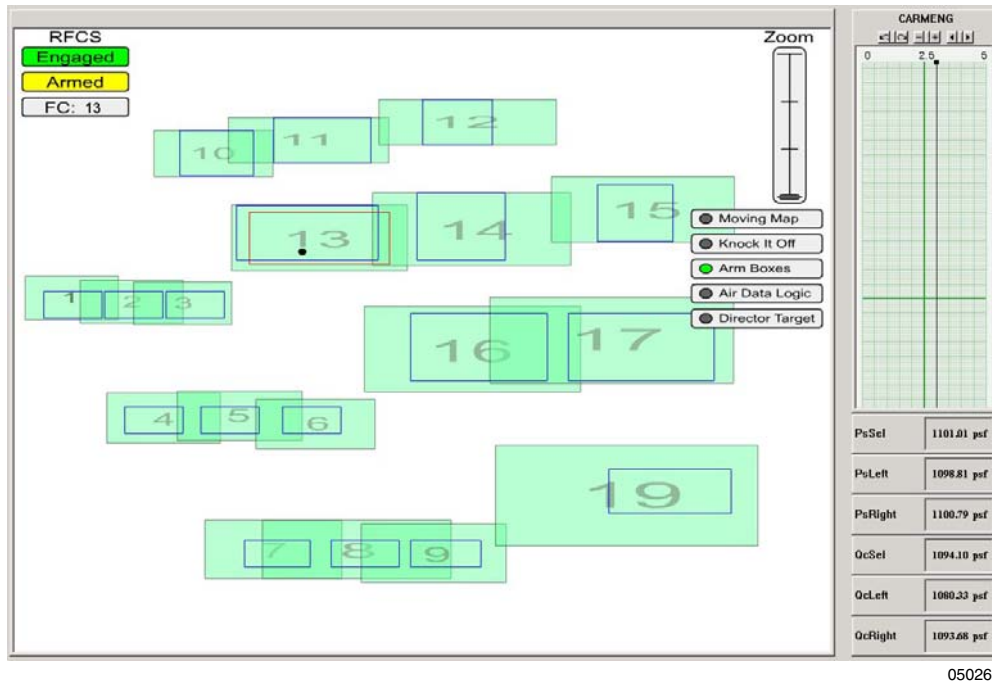 RFCS
Engaged
Armed
FC: 13
Zoom
10
11
12
13
14
15
Moving Map
Knock It Off
Arm Boxes
Air Data Logic
Director Target
1
2
3
16
17
4
5
6
19
7
8
9
CARMENG
0 2.5 5
PsSel 1101.01 psf
PsLeft 1098.81 psf
PsRight 1100.79 psf
QcSel 1094.10 psf
QcLeft 1080.33 psf
QcRight 1093.68 psf
05026